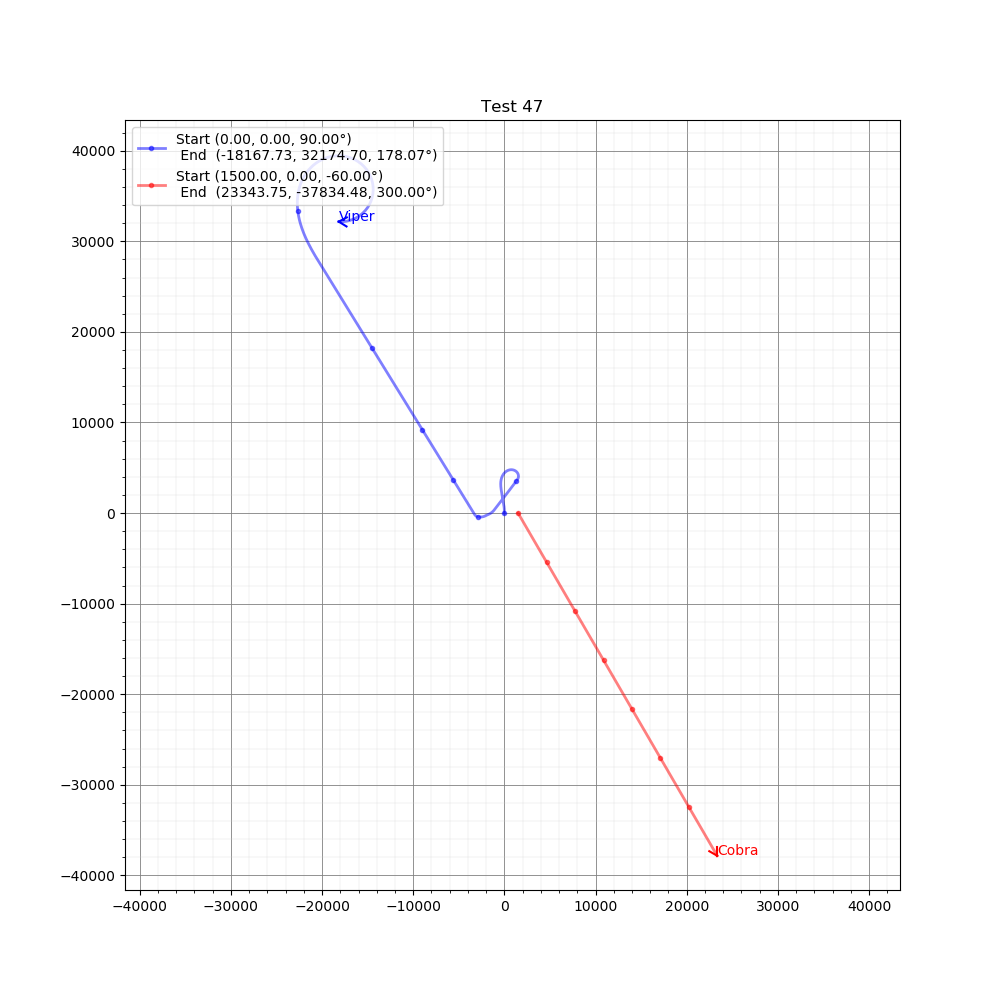 Test 47
Start (0.00, 0.00, 90.00°)
End (-18167.73, 32174.70, 178.07°)
Start (1500.00, 0.00, -60.00°)
End (23343.75, -37834.48, 300.00°)
Viper
Cobra
40000
30000
20000
10000
0
−10000
−20000
−30000
−40000
−40000 −30000 −20000 −10000 0 10000 20000 30000 40000